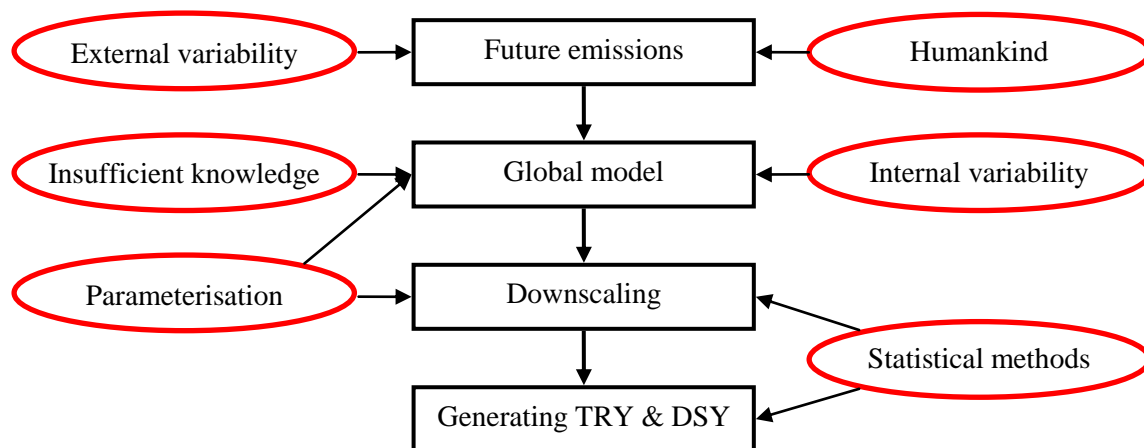 External variability
Future emissions
Humankind
Insufficient knowledge
Global model
Internal variability
Parameterisation
Downscaling
Statistical methods
Generating TRY & DSY